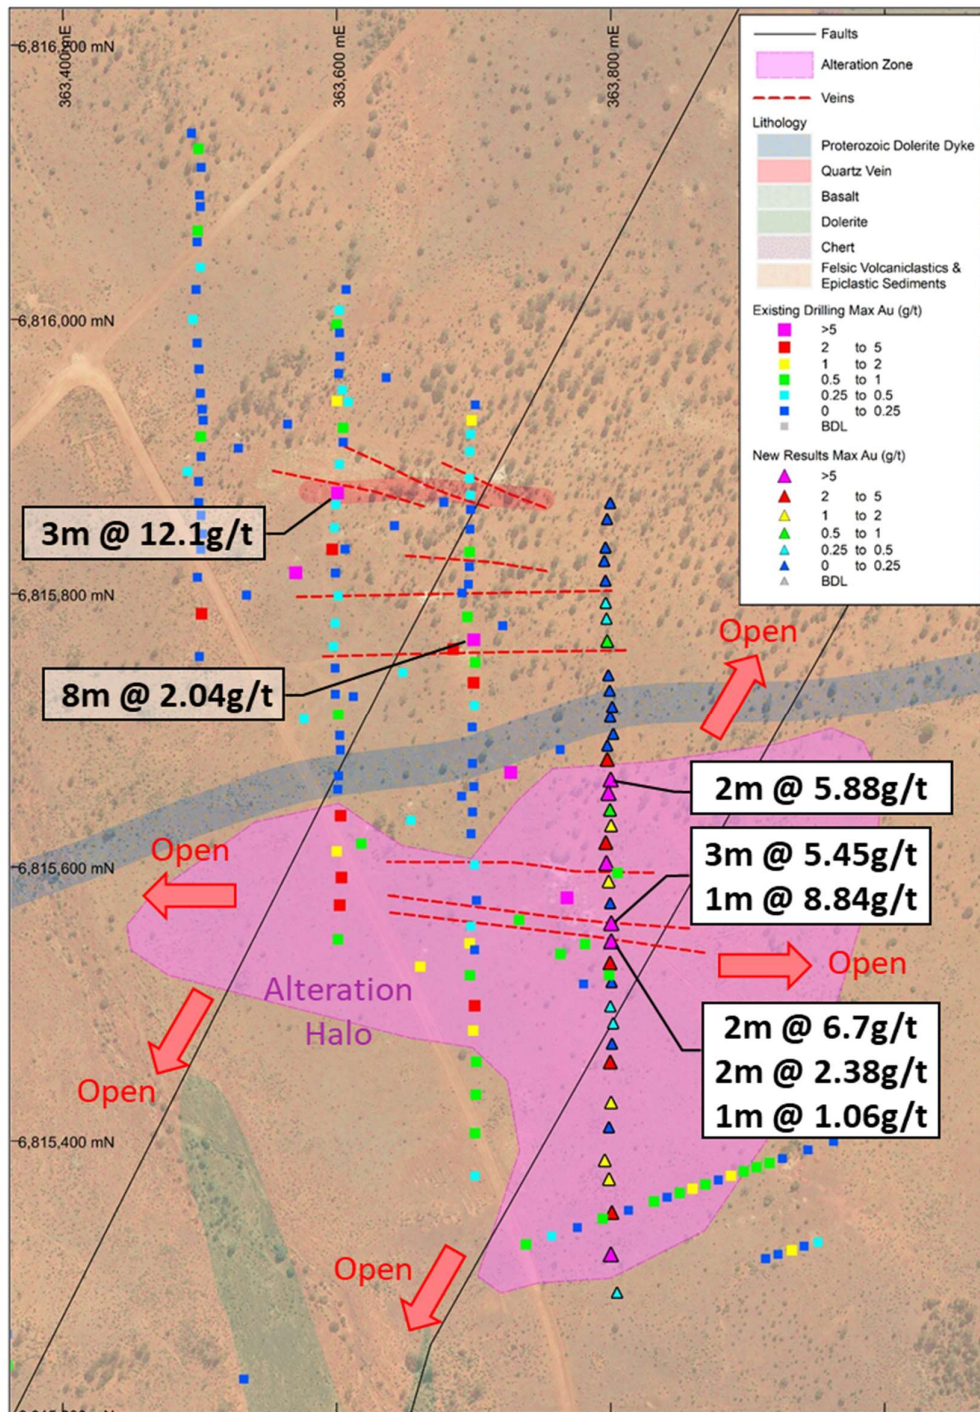 6,816,200 mN
363,400 mE
363,600 mE
363,800 mE
Faults
Alteration Zone
Veins
Lithology
Proterozoic Dolerite Dyke
Quartz Vein
Basalt
Dolerite
Chert
Felsic Volcaniclastics &
Epiclastic Sediments
Existing Drilling Max Au (g/t)
>5
2 to 5
1 to 2
0.5 to 1
0.25 to 0.5
0 to 0.25
BDL
New Results Max Au (g/t)
>5
2 to 5
1 to 2
0.5 to 1
0.25 to 0.5
0 to 0.25
BDL
6,816,000 mN
3m @ 12.1g/t
6,815,800 mN
Open
8m @ 2.04g/t
2m @ 5.88g/t
Open
6,815,600 mN
3m @ 5.45g/t
1m @ 8.84g/t
Open
Alteration
Halo
2m @ 6.7g/t
2m @ 2.38g/t
1m @ 1.06g/t
Open
6,815,400 mN
Open